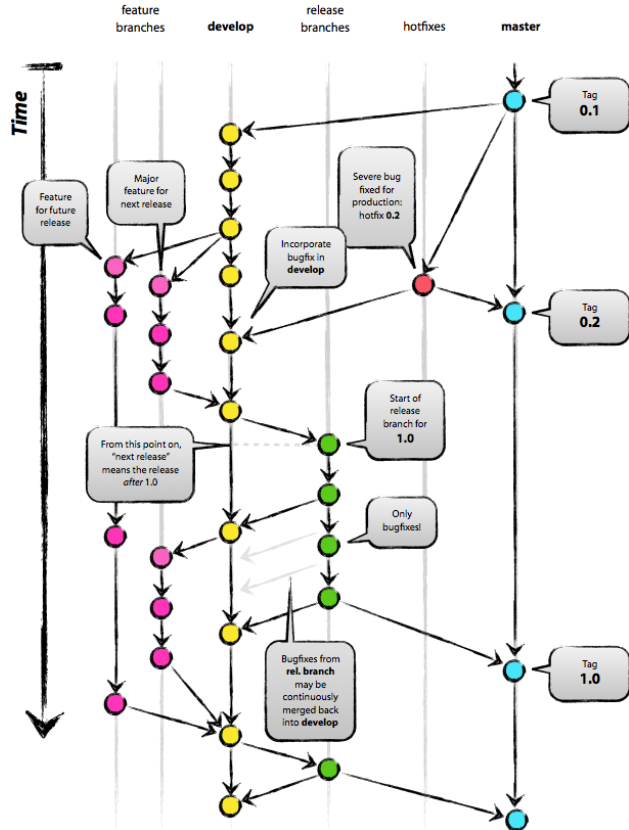 feature
branches
develop
release
branches
hotfixes
master
Time
Tag
0.1
Feature
for future
release
Major
feature for
next release
Severe bug
fixed for
production:
hotfix 0.2
Incorporate
bugfix in
develop
Tag
0.2
Start of
release
branch for
1.0
From this point on,
“next release”
means the release
after 1.0
Only
bugfixes!
Bugfixes from
rel. branch
may be
continuously
merged back
into develop
Tag
1.0